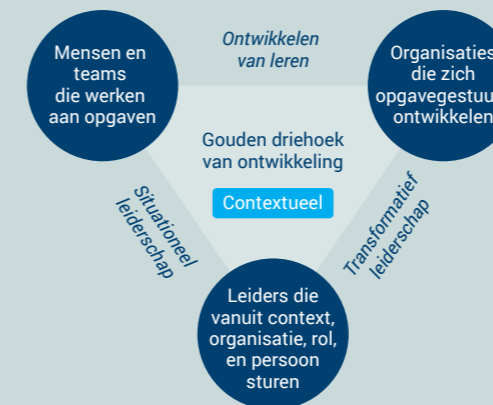 Mensen en
teams
die werken
aan opgaven
Ontwikkelen
van leren
Organisaties
die zich
opgavegestuu
ontwikkelen
Gouden driehoek
van ontwikkeling
Contextueel
Situationeel
leiderschap
Transformatief
leiderschap
Leiders die
vanuit context,
organisatie, rol,
en persoon
sturen